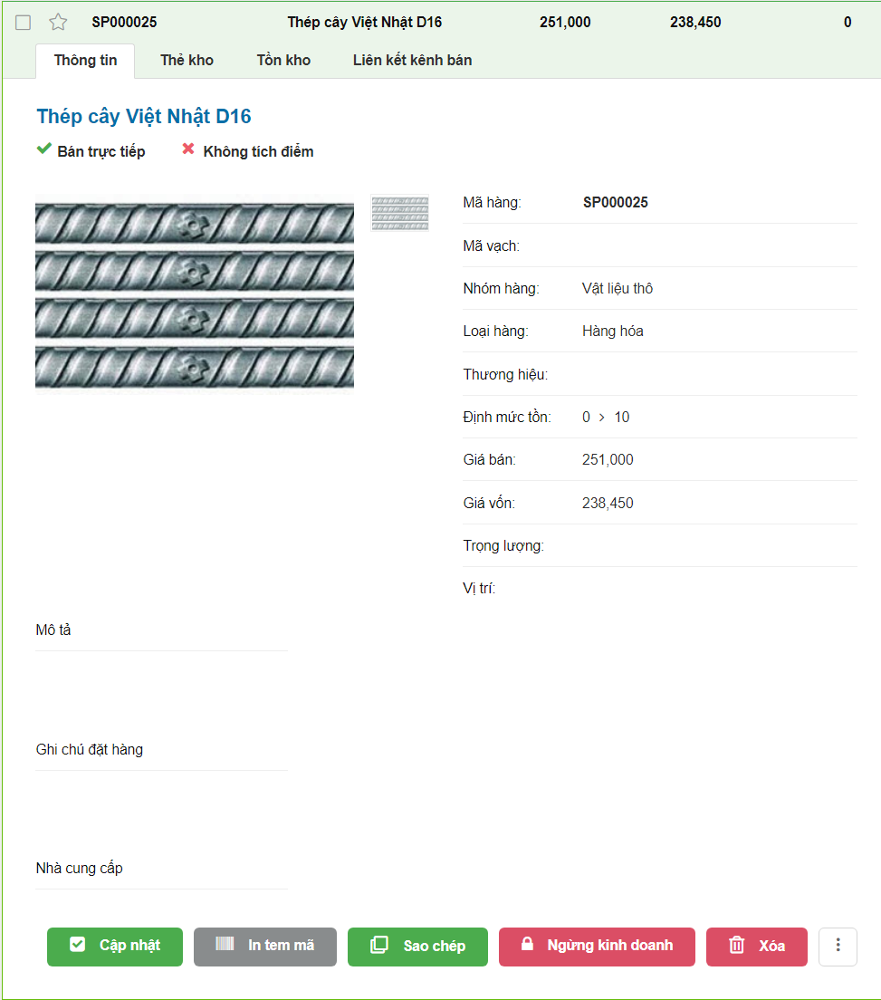 SP000025 Thép cây Việt Nhật D16 251,000 238,450 0
Thông tin Thẻ kho Tồn kho Liên kết kênh bán
Thép cây Việt Nhật D16
Bán trực tiếp Không tích điểm
Mã hàng: SP000025
Mã vạch:
Nhóm hàng: Vật liệu thô
Loại hàng: Hàng hóa
Thương hiệu:
Định mức tồn: 0 > 10
Giá bán: 251,000
Giá vốn: 238,450
Trọng lượng:
Vị trí:
Mô tả
Ghi chú đặt hàng
Nhà cung cấp
Cập nhật In tem mã Sao chép Ngừng kinh doanh Xóa